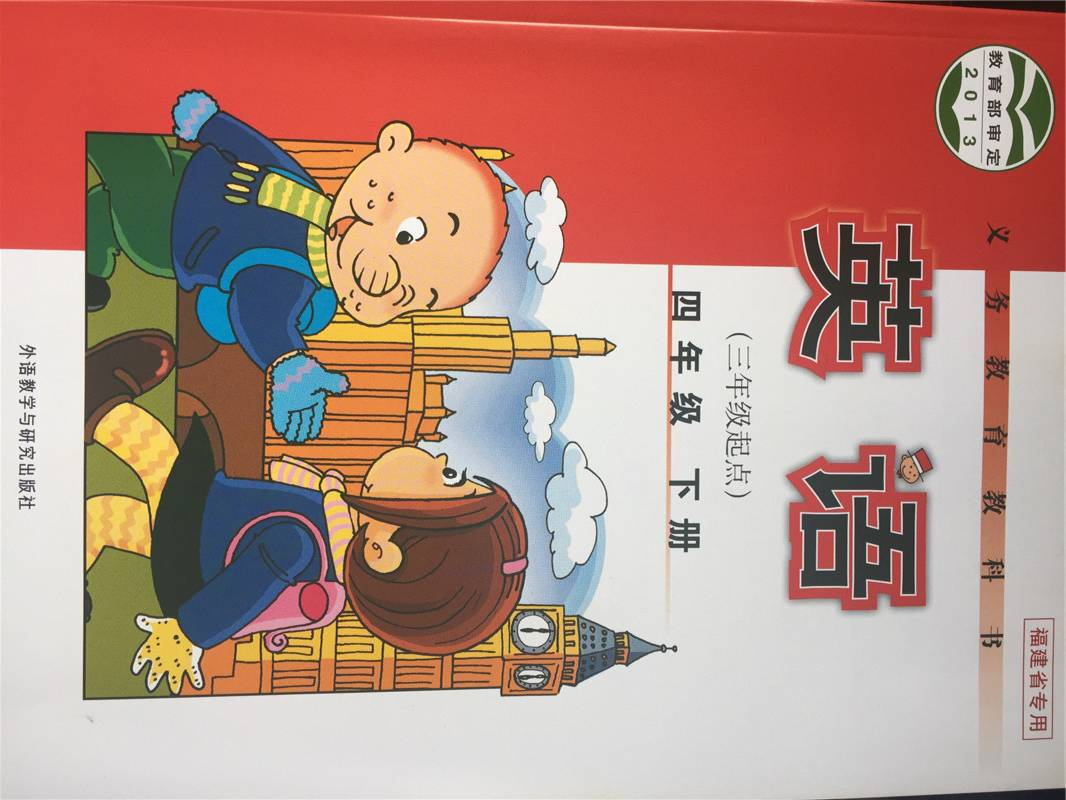 福建省专用
教育部审定
2013
义务教育教科书
英语
(三年级起点)
四年级 下册
外语教学与研究出版社